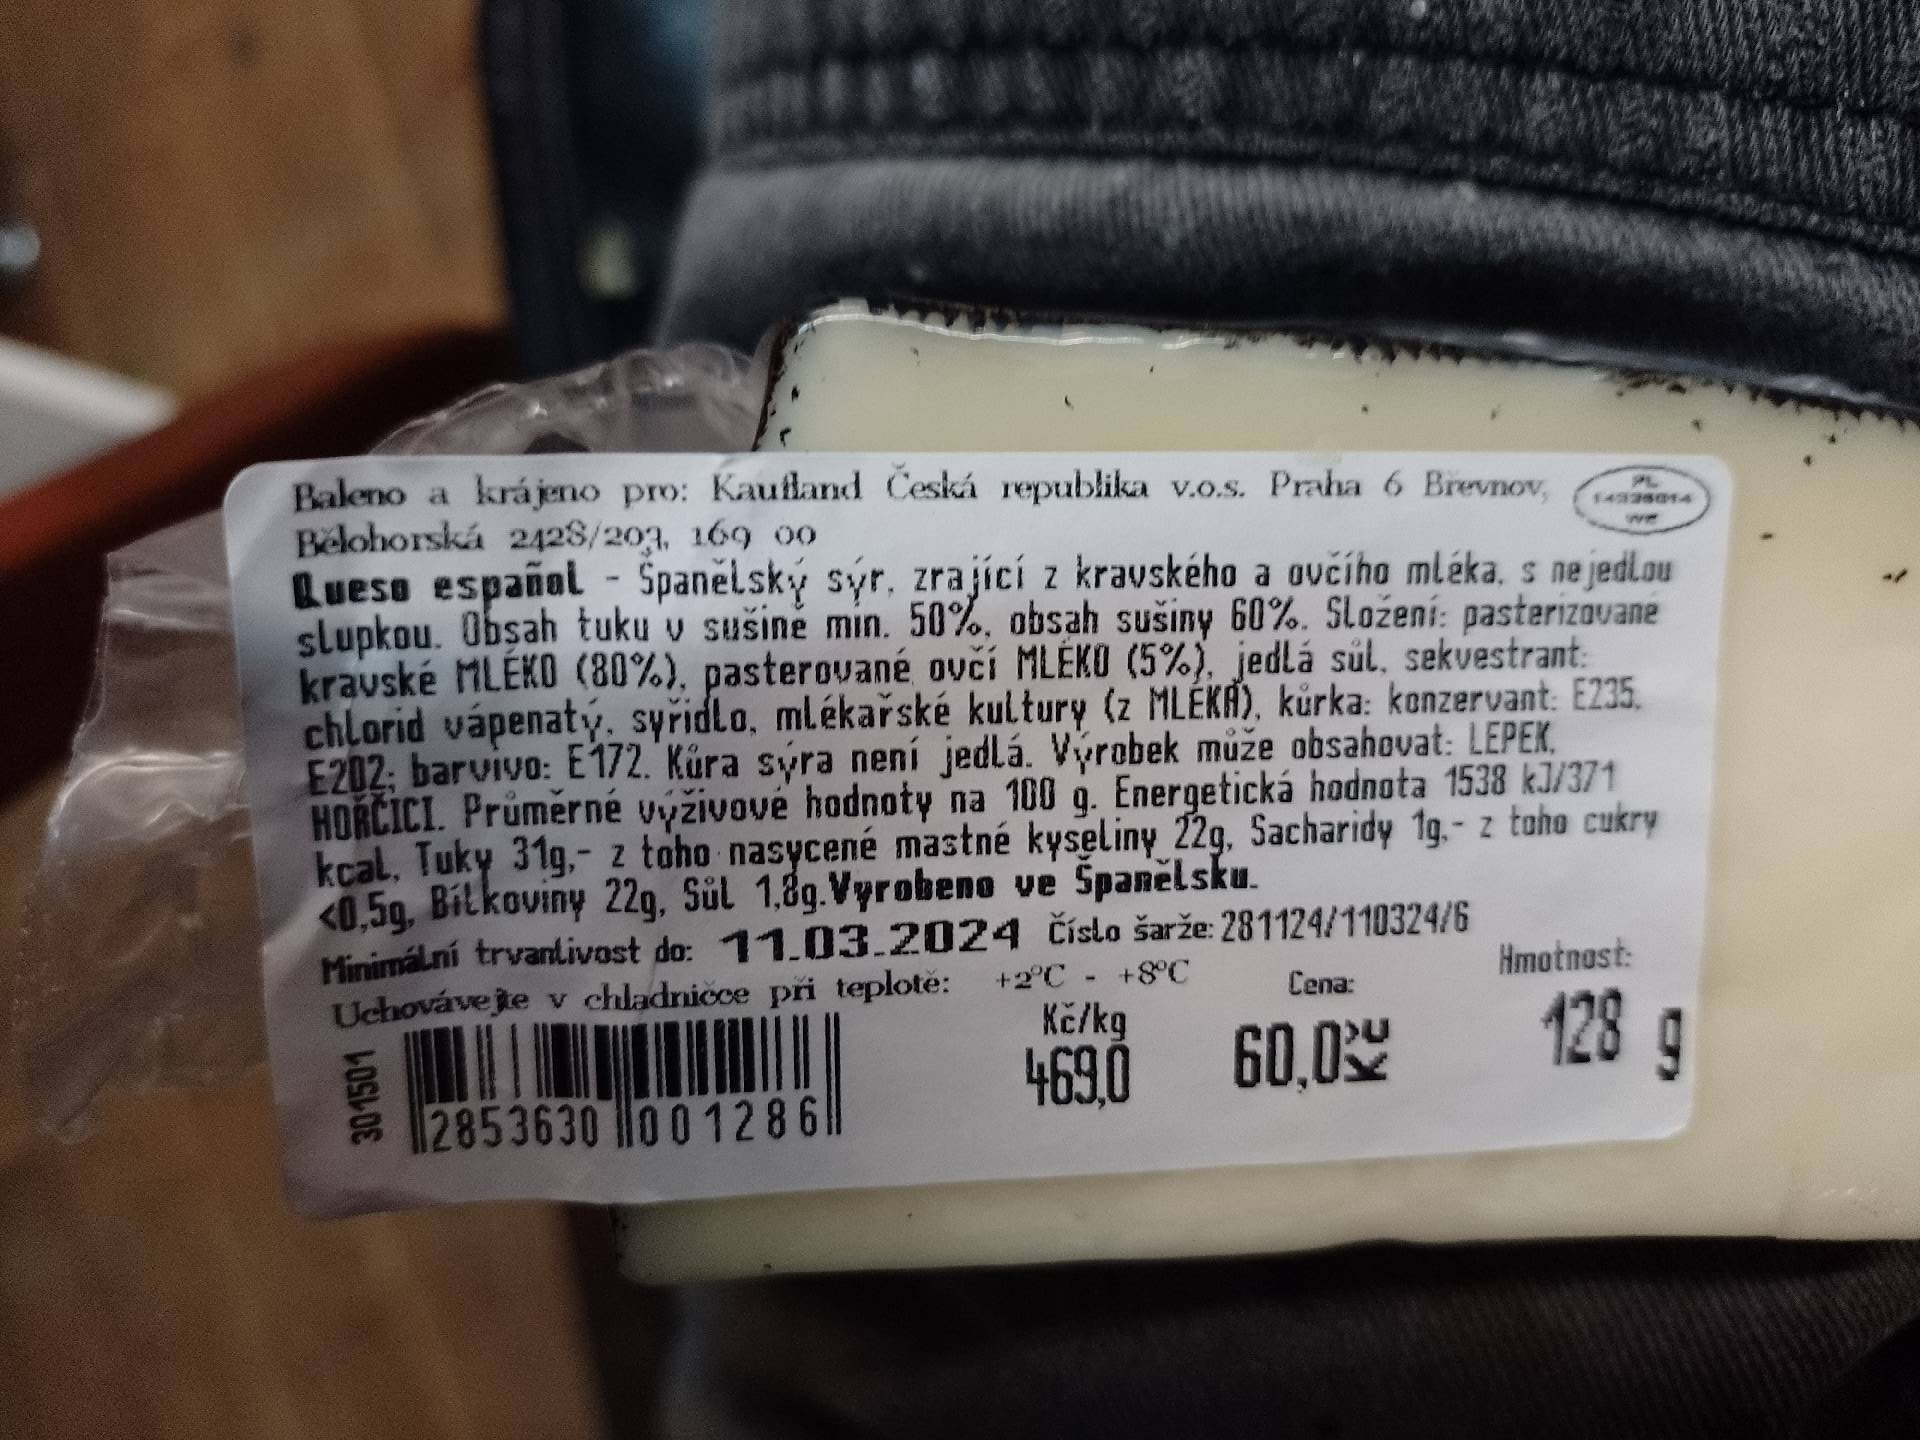 Baleno a krájeno pro: Kaufland Česká republika v.o.s. Praha 6 Břevnov,
Bělohorská 2428/203, 169 00
PL
14326014
WE
Queso español - Španělský sýr, zrající z kravského a ovčího mléka, s nejedlou
slupkou. Obsah tuku v sušině min. 50%, obsah sušiny 60%. Složení: pasterizované
kravské MLÉKO (80%), pasterované ovčí MLÉKO (5%), jedlá sůl, sekvestrant:
chlorid vápenatý, syřidlo, mlékařské kultury (z MLÉKA), kůrka: konzervant: E235,
E202; barvivo: E172. Kůra sýra není jedlá. Výrobek může obsahovat: LEPEK,
HOŘČICI. Průměrné výživové hodnoty na 100 g. Energetická hodnota 1538 kJ/371
kcal, Tuky 31g,- z toho nasycené mastné kyseliny 22g, Sacharidy 1g,- z toho cukry
<0,5g, Bílkoviny 22g, Sůl 1,8g.Vyrobeno ve Španělsku.
Minimální trvanlivost do: 11.03.2024 Číslo šarže: 281124/110324/6
Uchovávejte v chladničce při teplotě: +2°C - +8°C
Kč/kg Cena: Hmotnost:
469,0 60,0 Kč 128 g
301501
2853630 001286